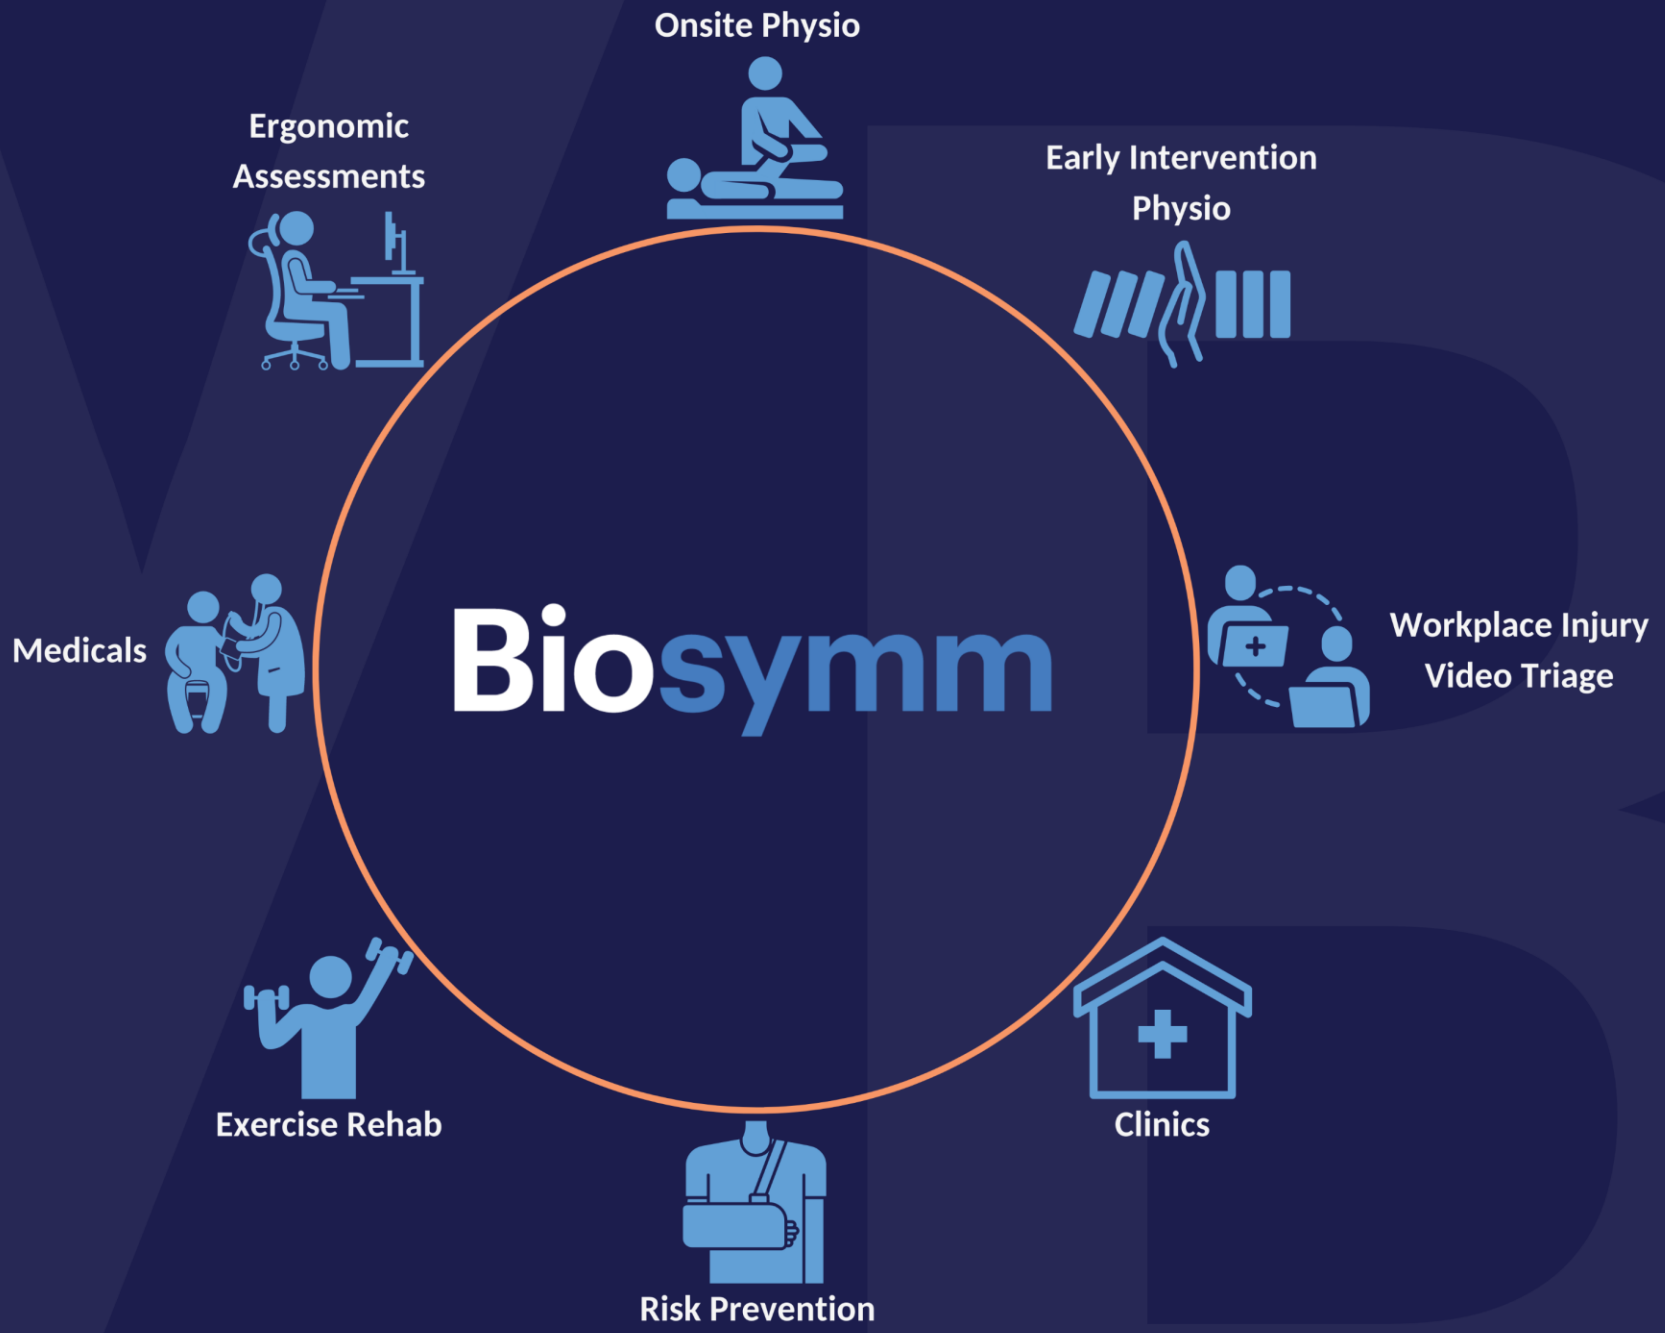 Onsite Physio
Ergonomic
Assessments
Early Intervention
Physio
Medicals
Biosymm
Workplace Injury
Video Triage
Exercise Rehab
Clinics
Risk Prevention